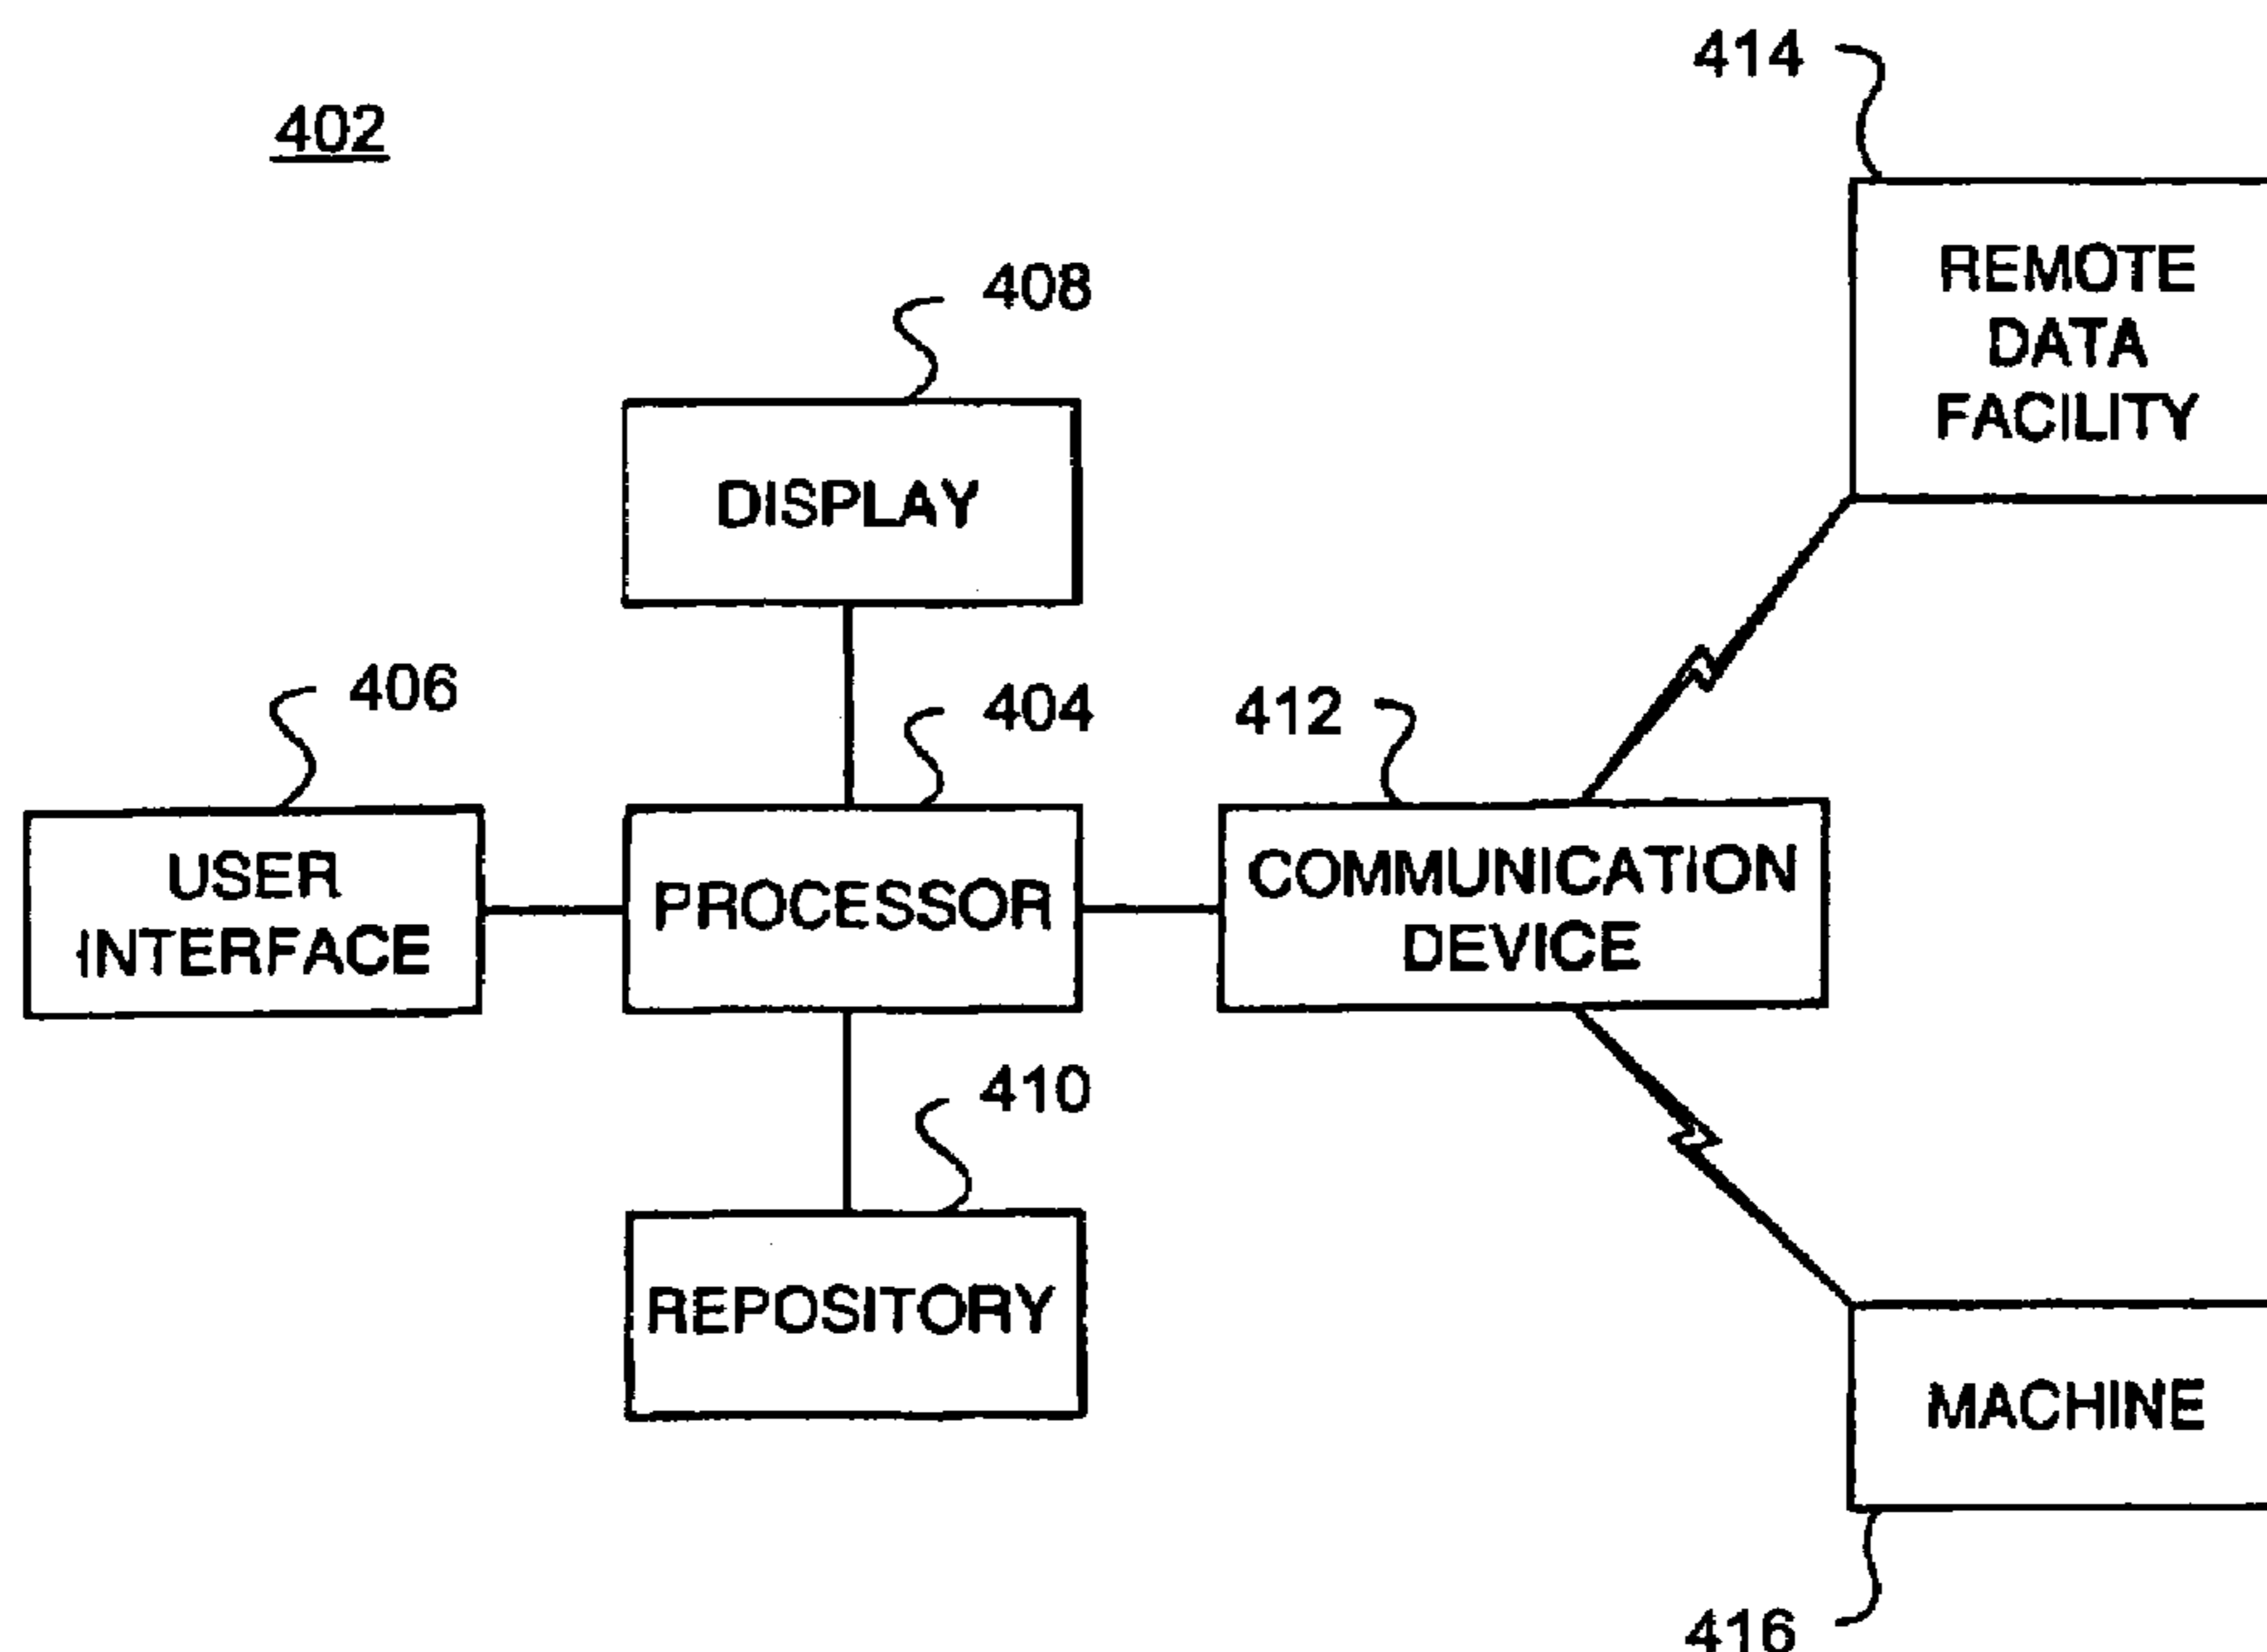 414
402
REMOTE
DATA
FACILITY
408
DISPLAY
406
404
412
USER
INTERFACE
PROCESSOR
COMMUNICATION
DEVICE
410
REPOSITORY
MACHINE
416